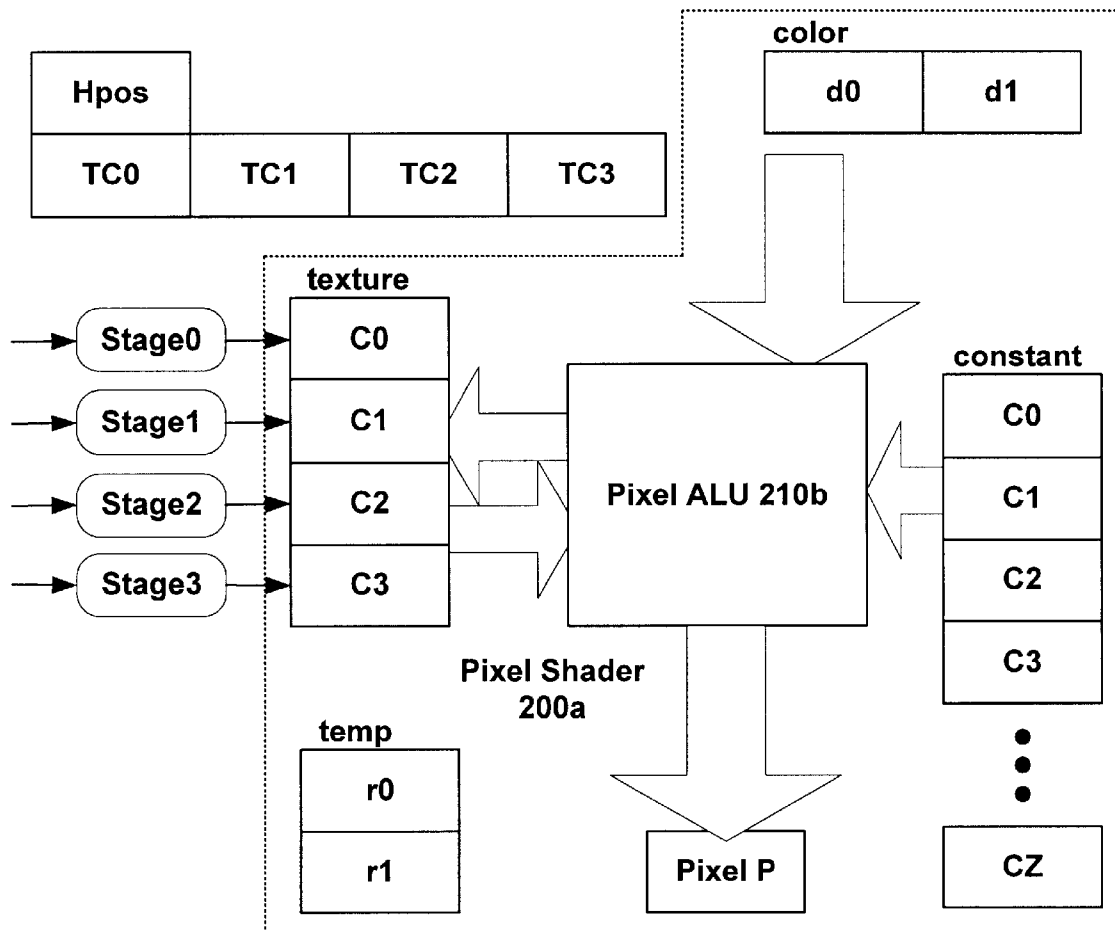 color
Hpos
d0 d1
TC0 TC1 TC2 TC3
texture
Stage0 C0
constant
Stage1 C1
C0
Pixel ALU 210b
C1
Stage2 C2
C2
Stage3 C3
C3
Pixel Shader
200a
temp
r0
r1
Pixel P
CZ